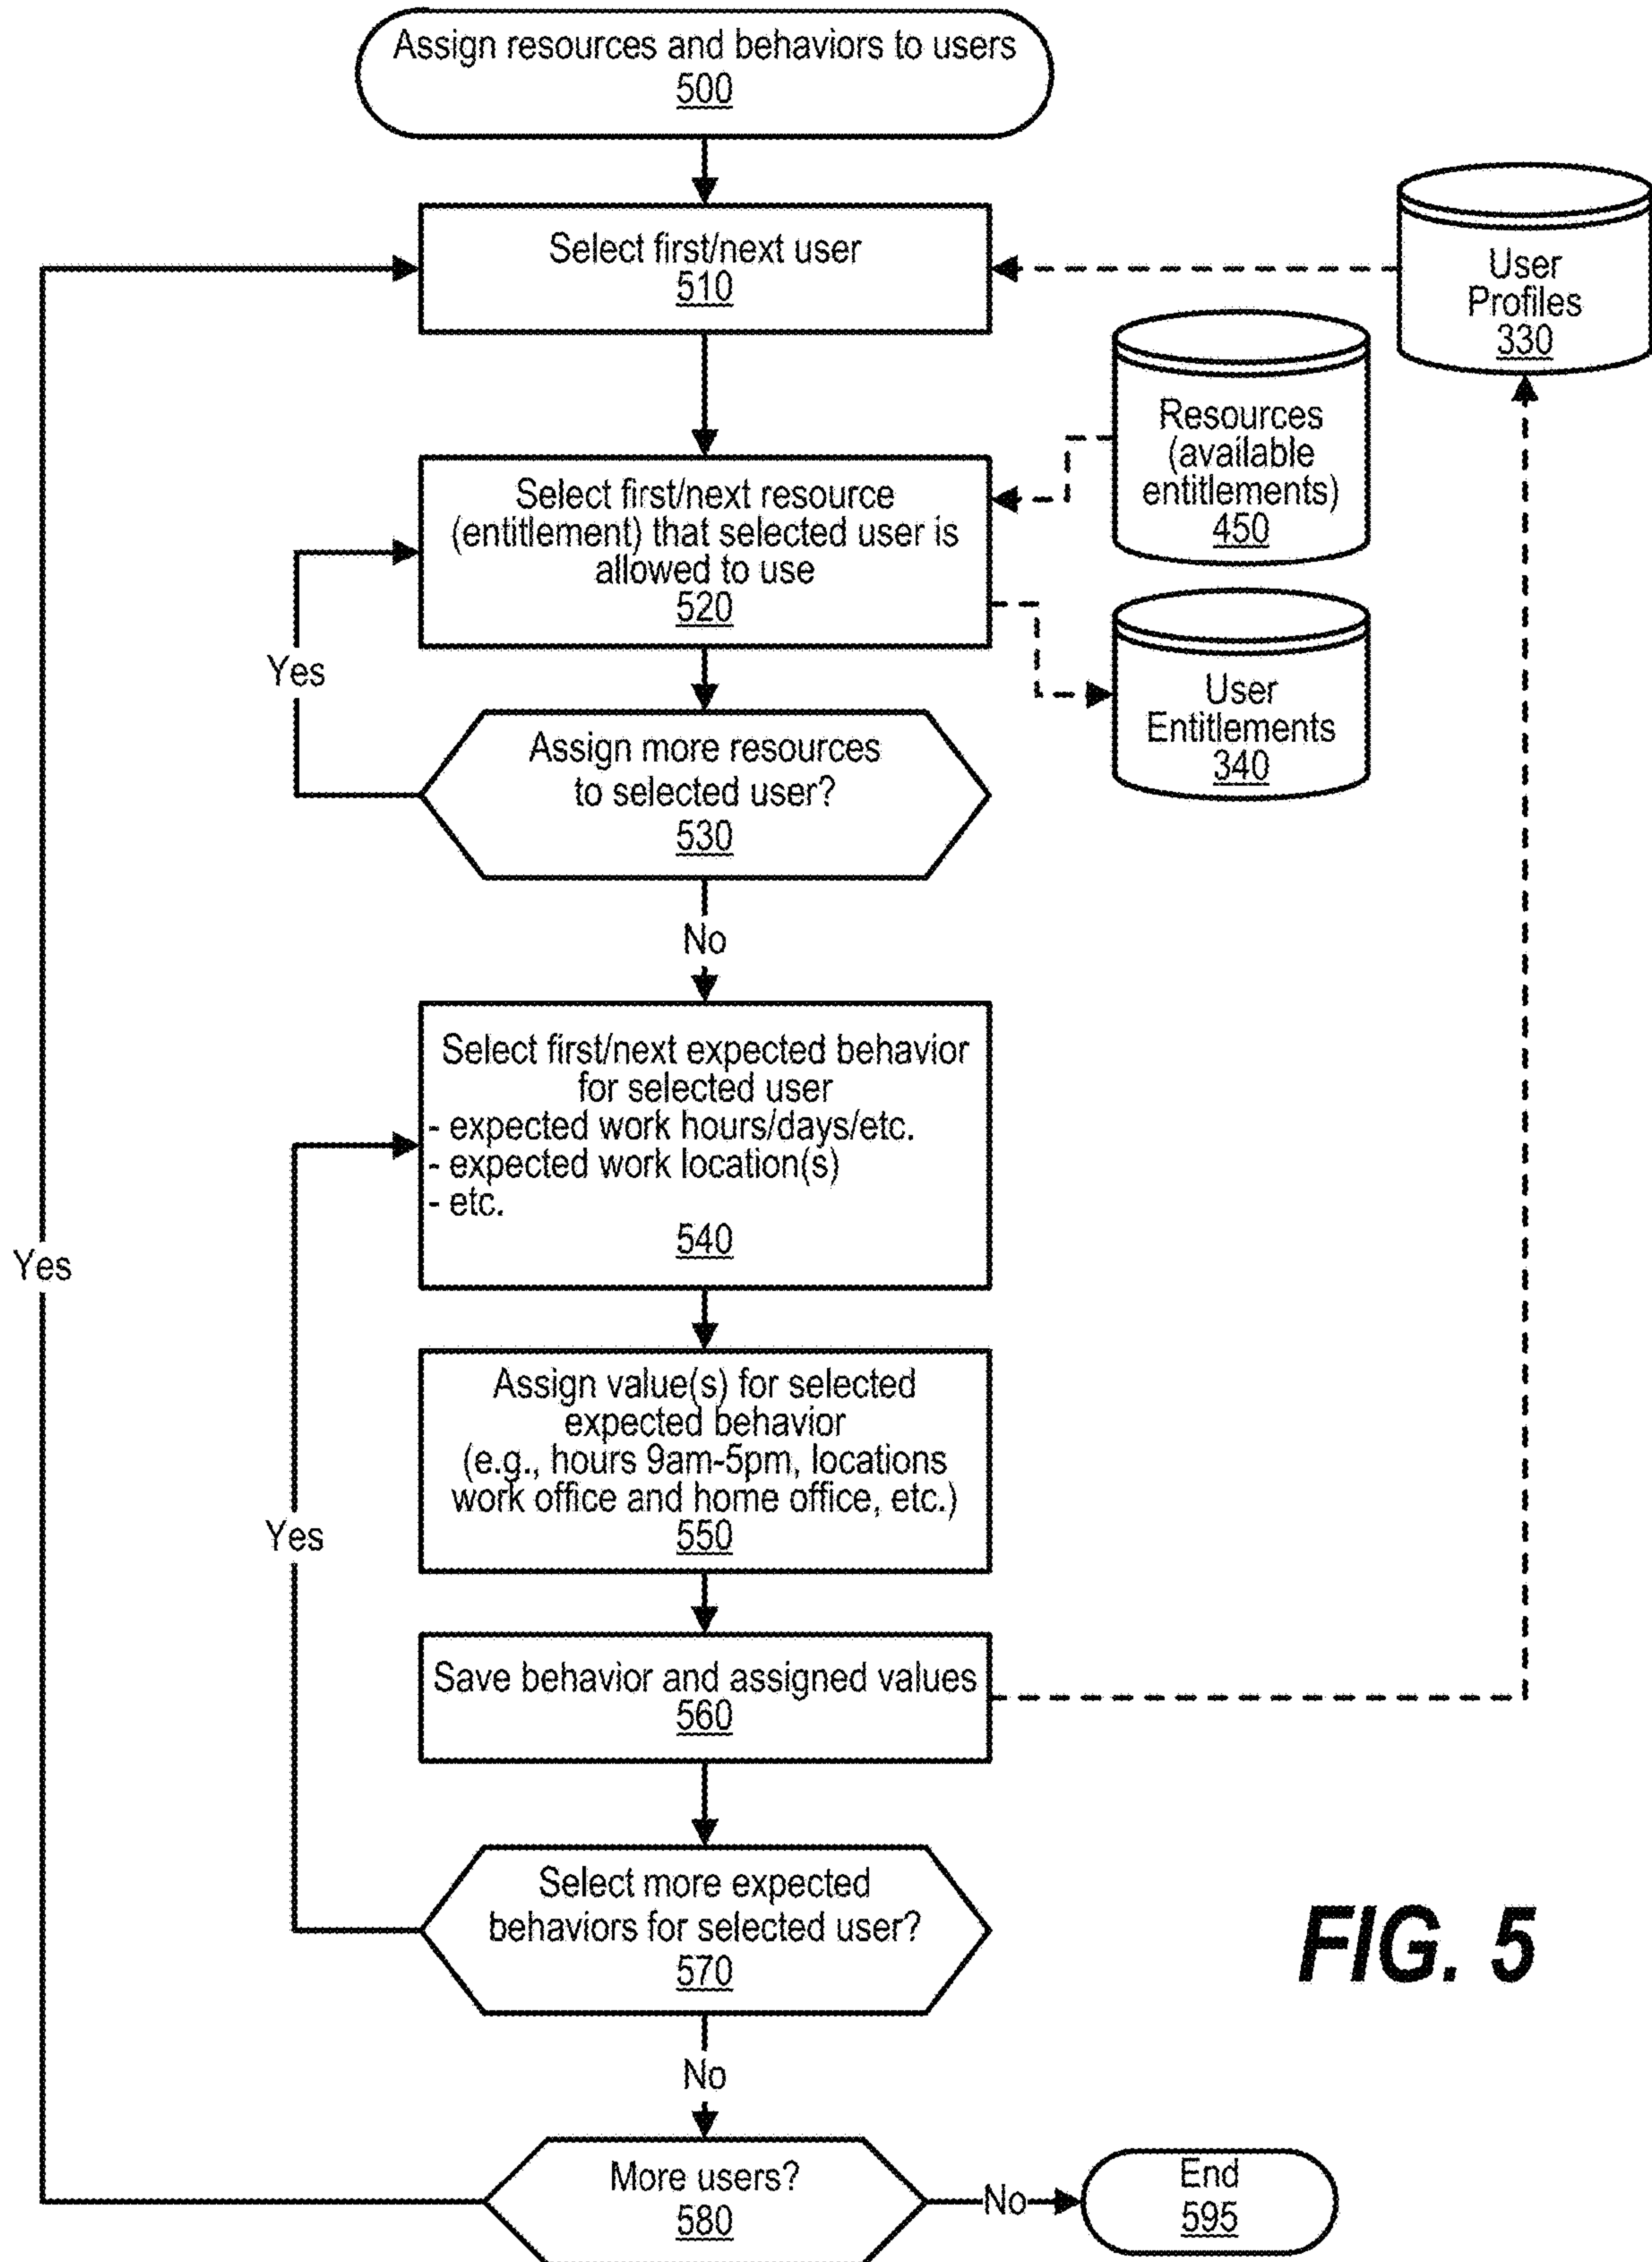 Assign resources and behaviors to users
500
Select first/next user
510
User
Profiles
330
Resources
(available
entitlements)
450
Select first/next resource
(entitlement) that selected user is
allowed to use
520
User
Entitlements
340
Yes
Assign more resources
to selected user?
530
No
Select first/next expected behavior
for selected user
- expected work hours/days/etc.
- expected work location(s)
- etc.
540
Yes
Assign value(s) for selected
expected behavior
(e.g., hours 9am-5pm, locations
work office and home office, etc.)
550
Yes
Save behavior and assigned values
560
Select more expected
behaviors for selected user?
570
FIG. 5
No
More users?
580
No
End
595